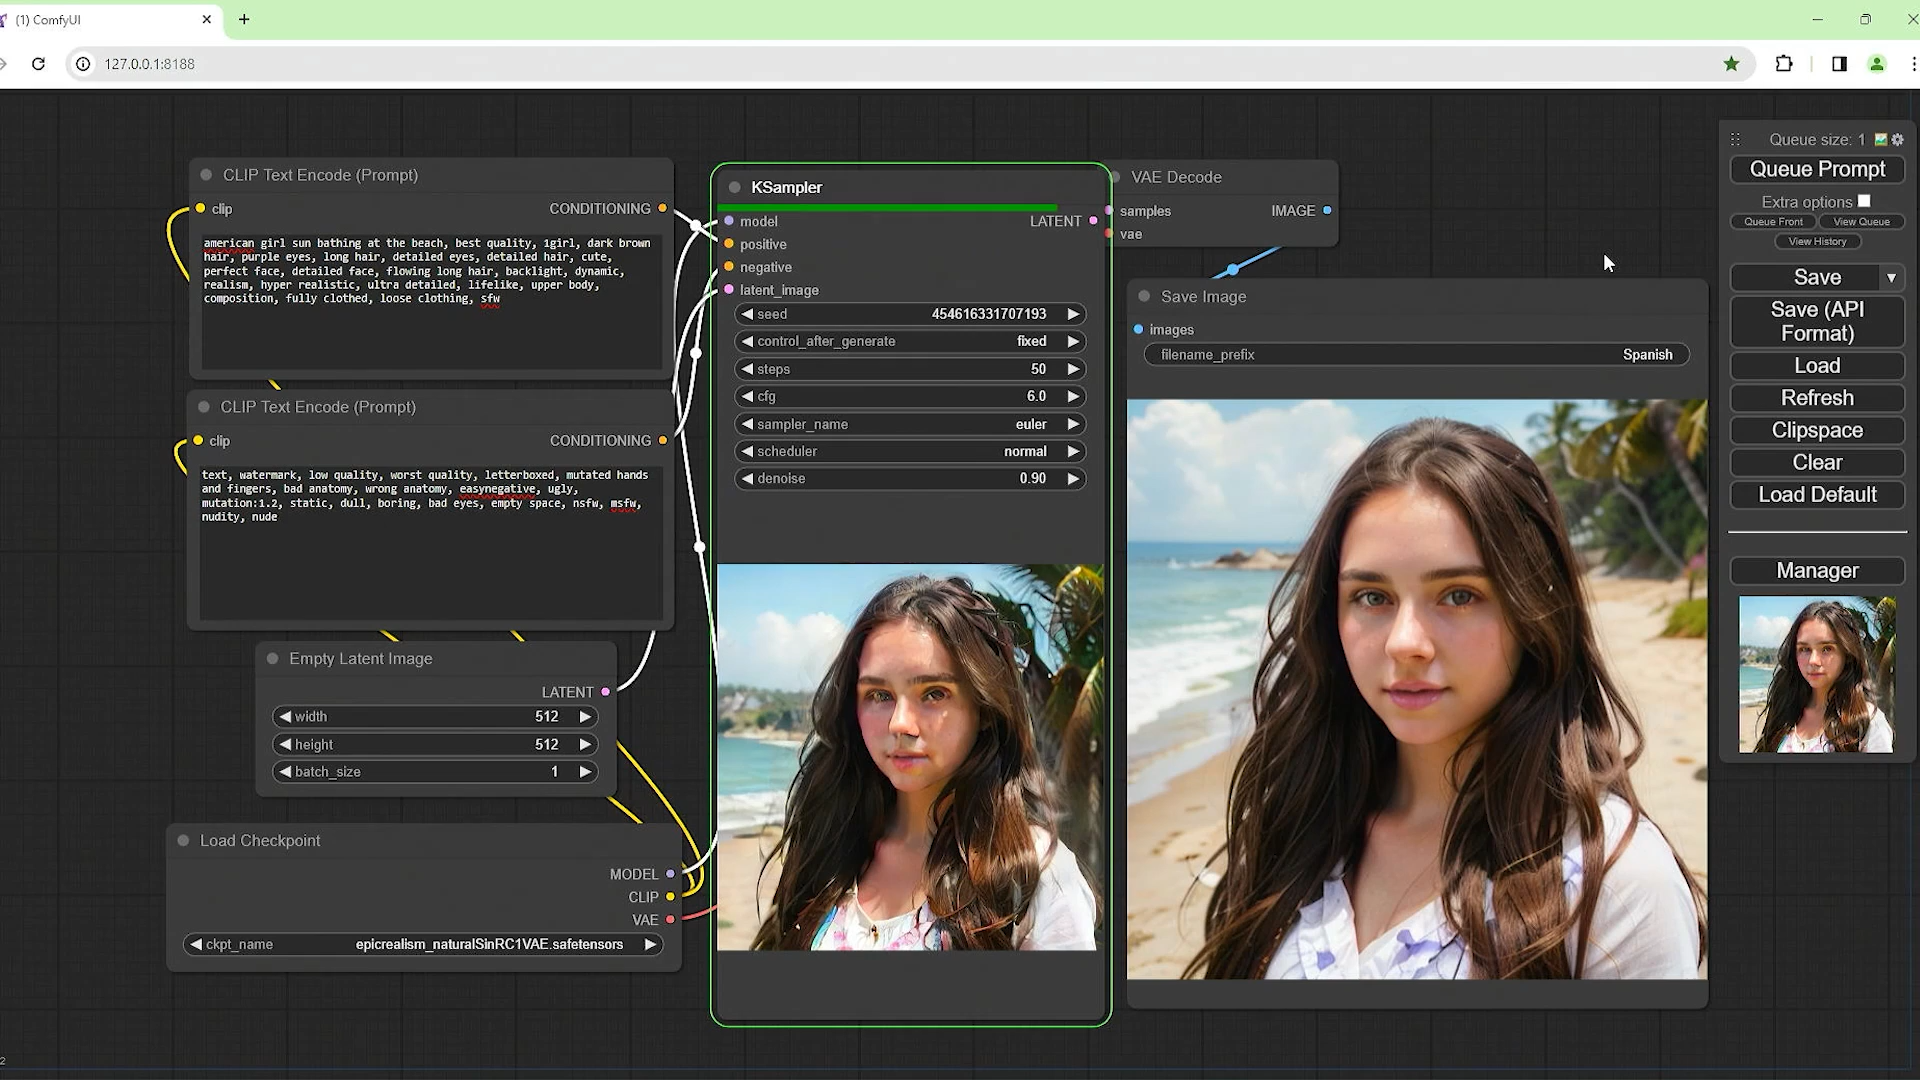 (1) ComfyUI
127.0.0.1:8188
CLIP Text Encode (Prompt)
clip
CONDITIONING
american girl sun bathing at the beach, best quality, 1girl, dark brown
hair, purple eyes, long hair, detailed eyes, detailed hair, cute,
perfect face, detailed face, flowing long hair, backlight, dynamic,
realism, hyper realistic, ultra detailed, lifelike, upper body,
composition, fully clothed, loose clothing, sfw
CLIP Text Encode (Prompt)
clip
CONDITIONING
text, watermark, low quality, worst quality, letterboxed, mutated hands
and fingers, bad anatomy, wrong anatomy, easynegative, ugly,
mutation:1.2, static, dull, boring, bad eyes, empty space, nsfw, msfw,
nudity, nude
Empty Latent Image
LATENT
width 512
height 512
batch_size 1
Load Checkpoint
MODEL
CLIP
VAE
ckpt_name epicrealism_naturalSinRC1VAE.safetensors
KSampler
model LATENT
positive
negative
latent_image
seed 454616331707193
control_after_generate fixed
steps 50
cfg 6.0
sampler_name euler
scheduler normal
denoise 0.90
VAE Decode
samples IMAGE
vae
Save Image
images
filename_prefix Spanish
Queue size: 1
Queue Prompt
Extra options
Queue Front View Queue
View History
Save
Save (API
Format)
Load
Refresh
Clipspace
Clear
Load Default
Manager
2